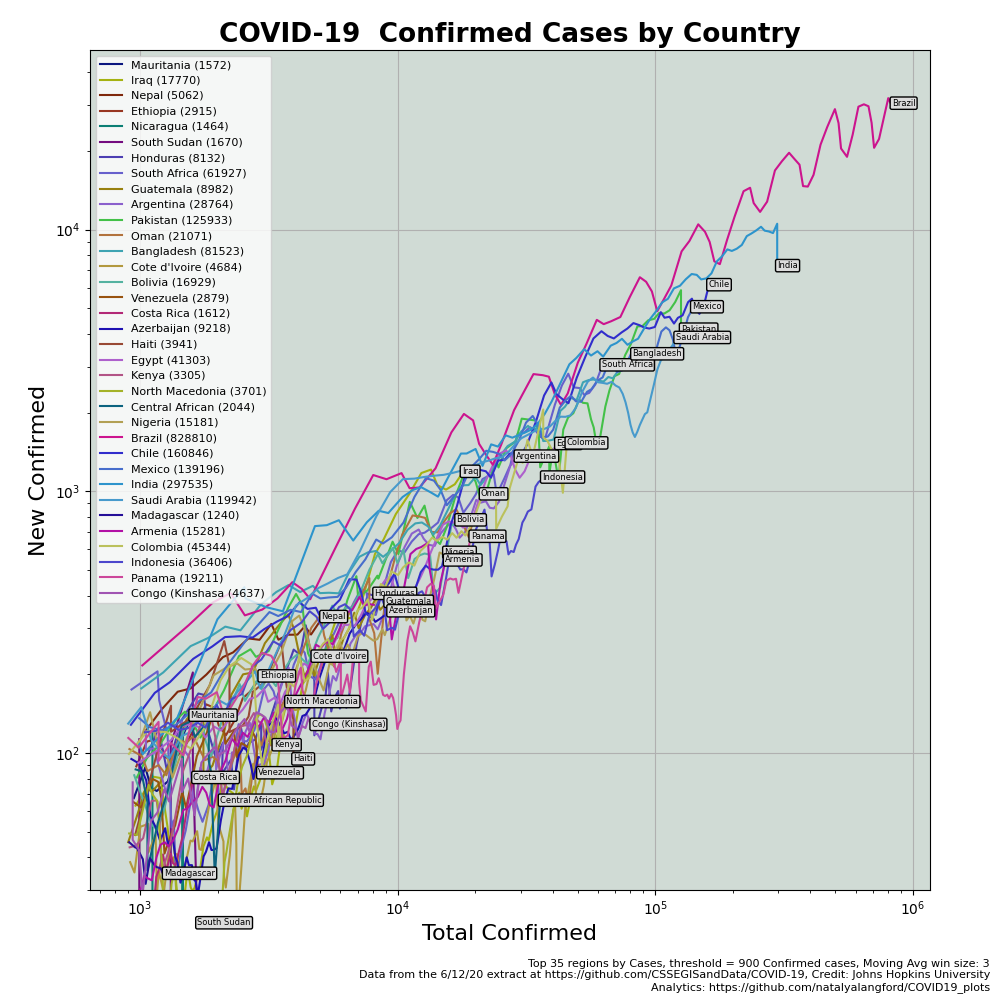 COVID-19  Confirmed Cases by Country
Mauritania (1572)
Iraq (17770)
Nepal (5062)
Ethiopia (2915)
Nicaragua (1464)
South Sudan (1670)
Honduras (8132)
South Africa (61927)
Guatemala (8982)
Argentina (28764)
Pakistan (125933)
Oman (21071)
Bangladesh (81523)
Cote d'Ivoire (4684)
Bolivia (16929)
Venezuela (2879)
Costa Rica (1612)
Azerbaijan (9218)
Haiti (3941)
Egypt (41303)
Kenya (3305)
North Macedonia (3701)
Central African (2044)
Nigeria (15181)
Brazil (828810)
Chile (160846)
Mexico (139196)
India (297535)
Saudi Arabia (119942)
Madagascar (1240)
Armenia (15281)
Colombia (45344)
Indonesia (36406)
Panama (19211)
Congo (Kinshasa (4637)
Brazil
India
Chile
Mexico
Pakistan
Saudi Arabia
Bangladesh
South Africa
Colombia
Argentina
Iraq
Indonesia
Oman
Bolivia
Panama
Nigeria
Armenia
Honduras
Guatemala
Azerbaijan
Nepal
Cote d'Ivoire
Ethiopia
North Macedonia
Mauritania
Congo (Kinshasa)
Kenya
Haiti
Venezuela
Costa Rica
Central African Republic
Madagascar
South Sudan
New Confirmed
10⁴
10³
10²
10³
10⁴
10⁵
10⁶
Total Confirmed
Top 35 regions by Cases, threshold = 900 Confirmed cases, Moving Avg win size: 3
Data from the 6/12/20 extract at https://github.com/CSSEGISandData/COVID-19, Credit: Johns Hopkins University
Analytics: https://github.com/natalyalangford/COVID19_plots